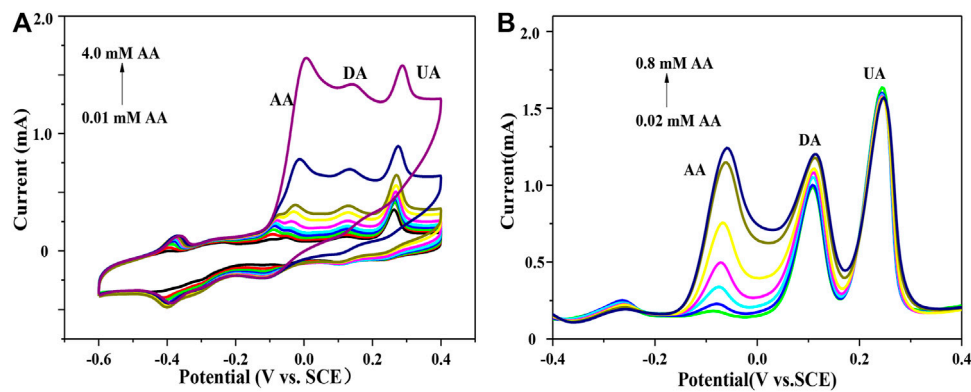 A
2.0
4.0 mM AA
0.01 mM AA
AA
DA
UA
1.0
0
Current (mA)
-0.6
-0.4
-0.2
0.0
0.2
0.4
Potential (V vs. SCE)
B
2.0
0.8 mM AA
0.02 mM AA
AA
DA
UA
1.5
1.0
0.5
0
Current(mA)
-0.4
-0.2
0.0
0.2
0.4
Potential(V vs.SCE)